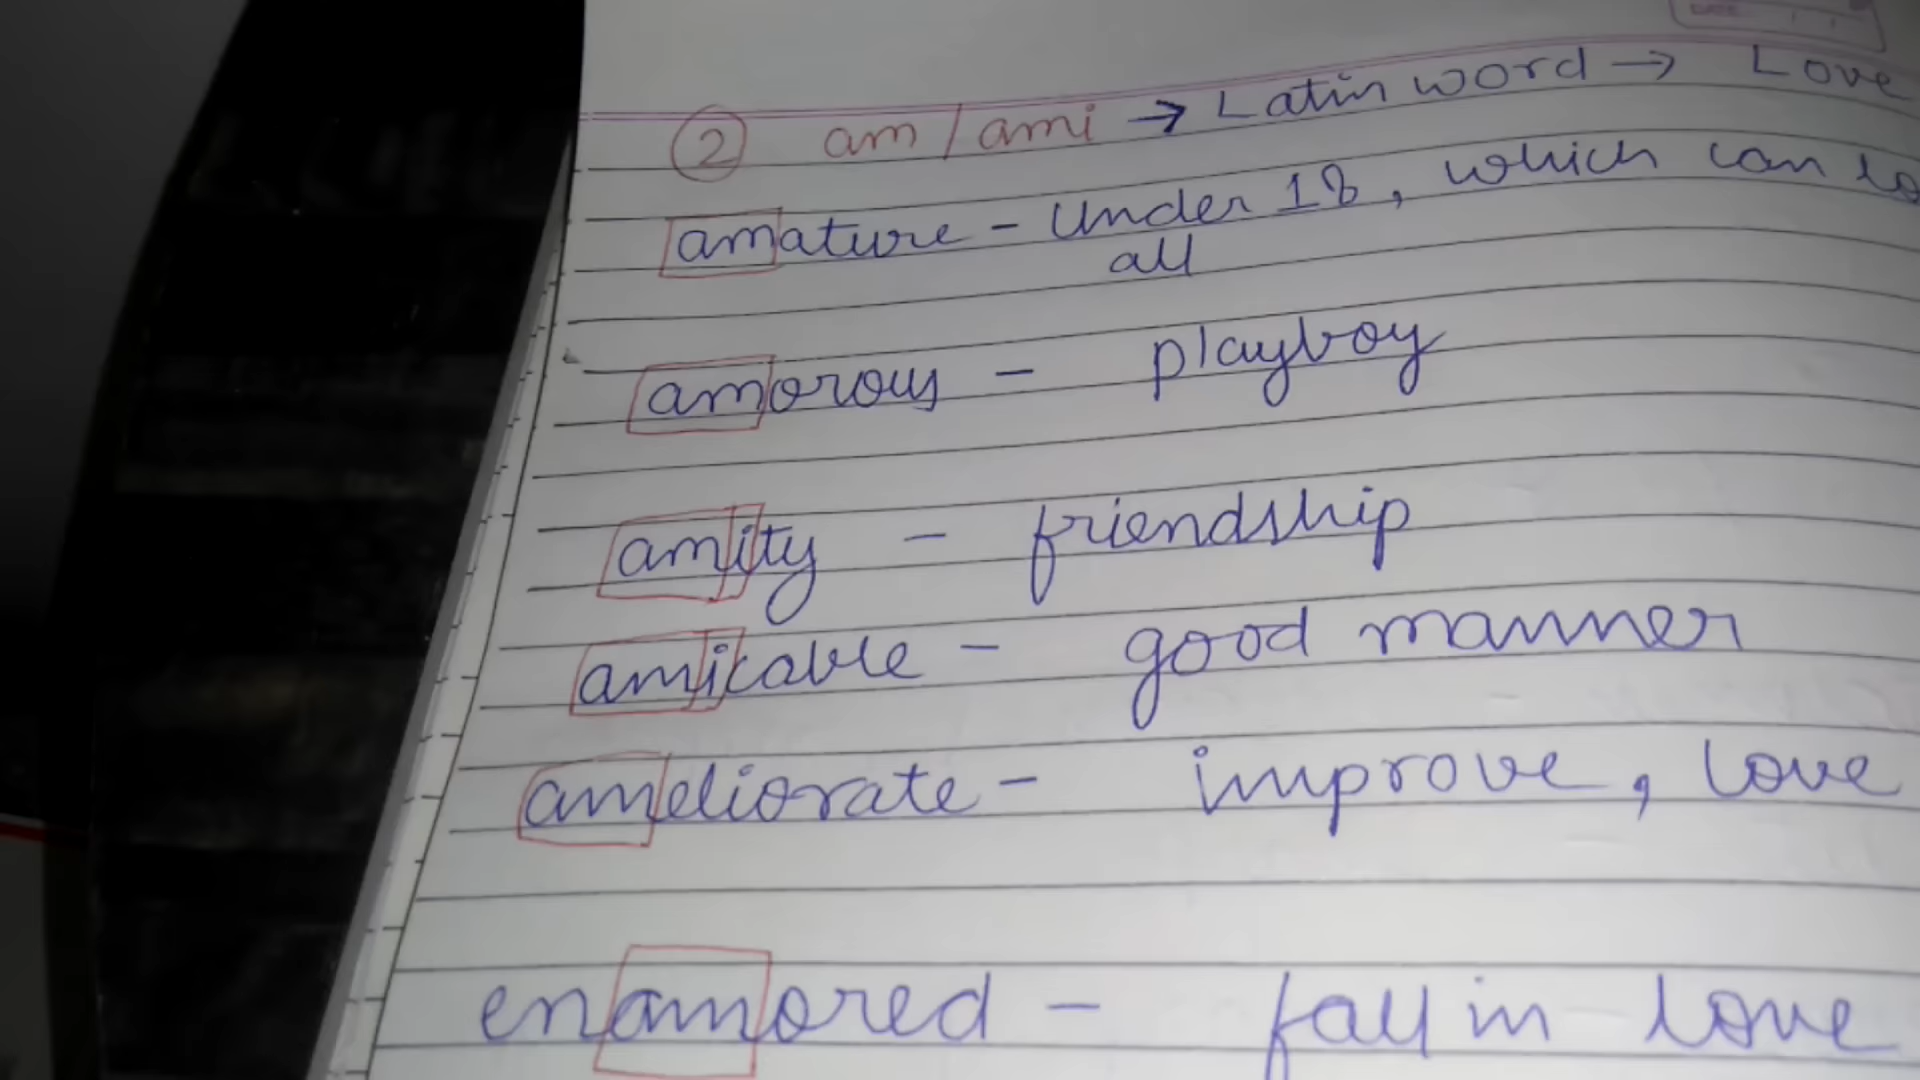 DATE
② am/ami → Latin word → Love
amature - Under 18, which can
all
amorous - playboy
amity - friendship
amicable - good manner
ameliorate - improve, love
enamored - fall in love